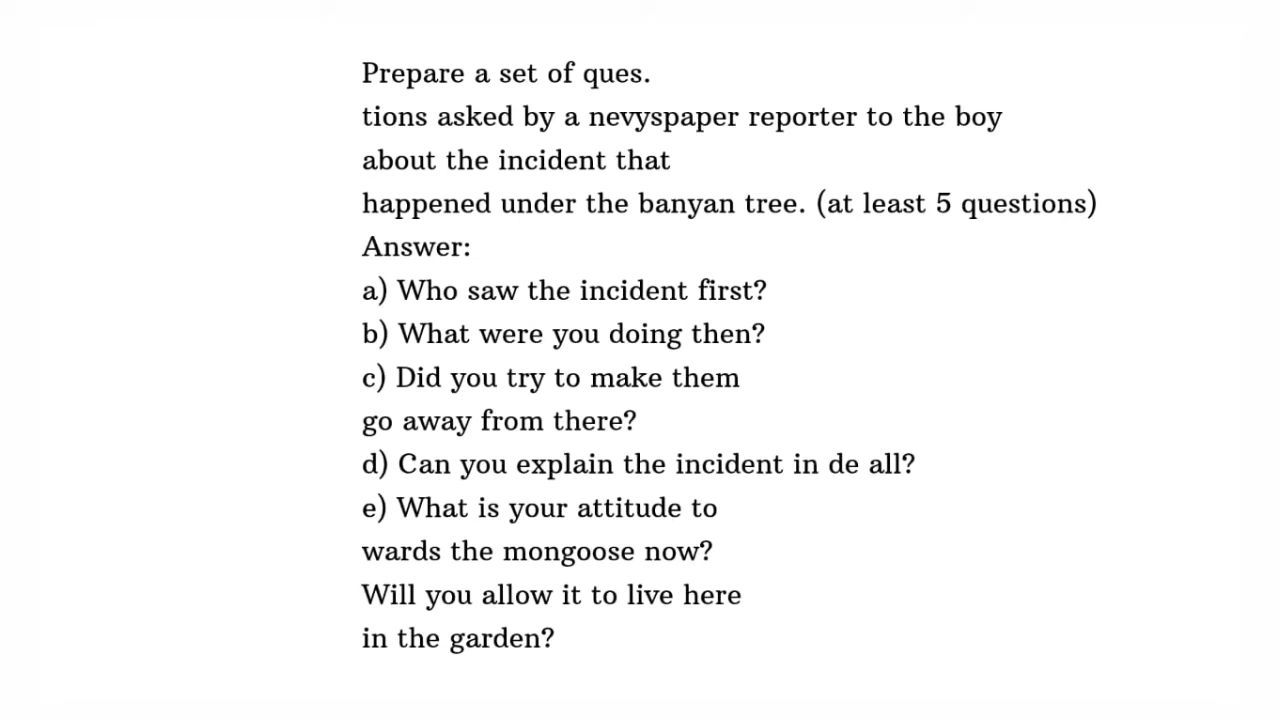 Prepare a set of ques.
tions asked by a nevyspaper reporter to the boy
about the incident that
happened under the banyan tree. (at least 5 questions)
Answer:
a) Who saw the incident first?
b) What were you doing then?
c) Did you try to make them
go away from there?
d) Can you explain the incident in de all?
e) What is your attitude to
wards the mongoose now?
Will you allow it to live here
in the garden?